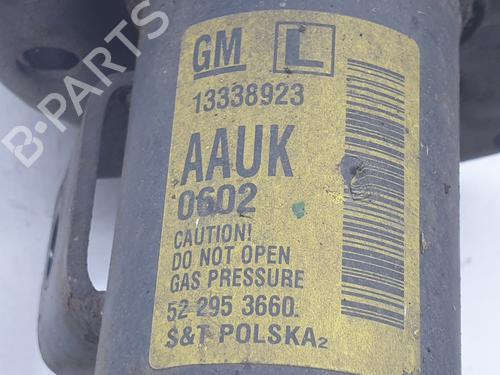 GM L
13338923
AAUK
0602
CAUTION!
DO NOT OPEN
GAS PRESSURE
52 295 3660
S&T POLSKA2
B-PARTS